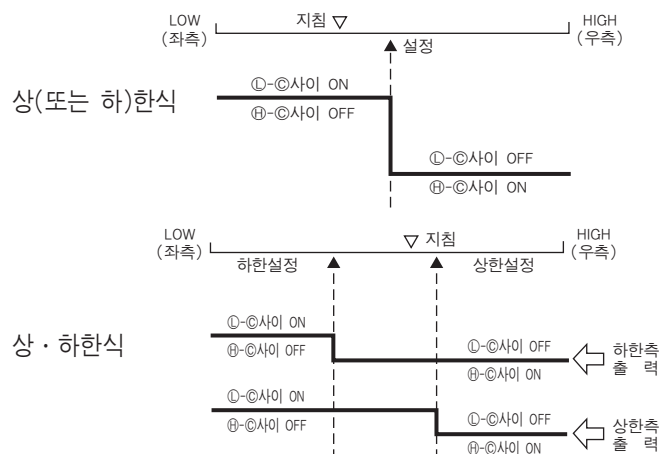 LOW
(좌측)
지침 ▽
HIGH
(우측)
▲ 설정
상(또는 하)한식
Ⓛ-Ⓒ사이 ON
Ⓗ-Ⓒ사이 OFF
Ⓛ-Ⓒ사이 OFF
Ⓗ-Ⓒ사이 ON
LOW
(좌측)
▽ 지침
HIGH
(우측)
하한설정 ▲
▲ 상한설정
상 · 하한식
Ⓛ-Ⓒ사이 ON
Ⓗ-Ⓒ사이 OFF
Ⓛ-Ⓒ사이 OFF
Ⓗ-Ⓒ사이 ON
하한측
출 력
Ⓛ-Ⓒ사이 ON
Ⓗ-Ⓒ사이 OFF
Ⓛ-Ⓒ사이 OFF
Ⓗ-Ⓒ사이 ON
상한측
출 력